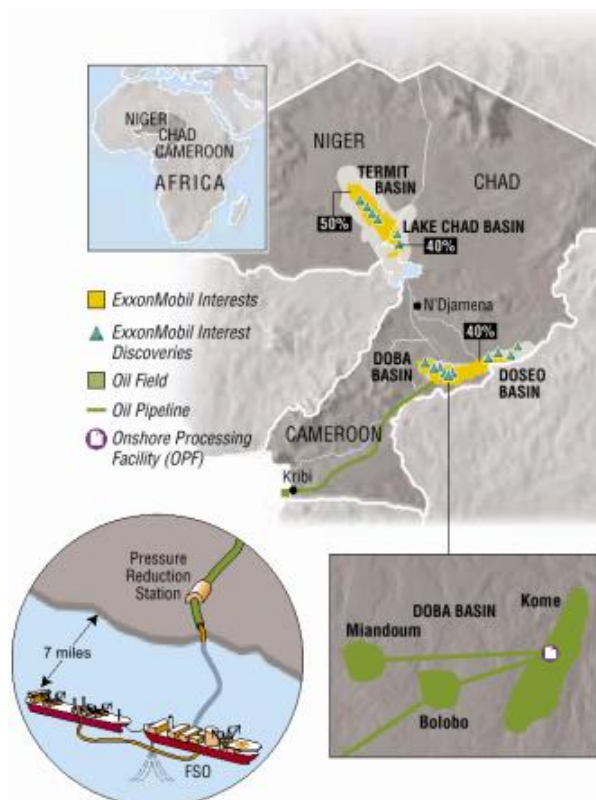 NIGER
CHAD
CAMEROON
AFRICA
NIGER
TERMIT
BASIN
CHAD
50%
LAKE CHAD BASIN
40%
N'Djamena
40%
DOBA
BASIN
DOSEO
BASIN
CAMEROON
Kribi
ExxonMobil Interests
ExxonMobil Interest
Discoveries
Oil Field
Oil Pipeline
Onshore Processing
Facility (OPF)
Pressure
Reduction
Station
7 miles
FSO
DOBA BASIN
Kome
Miandoum
Bolobo